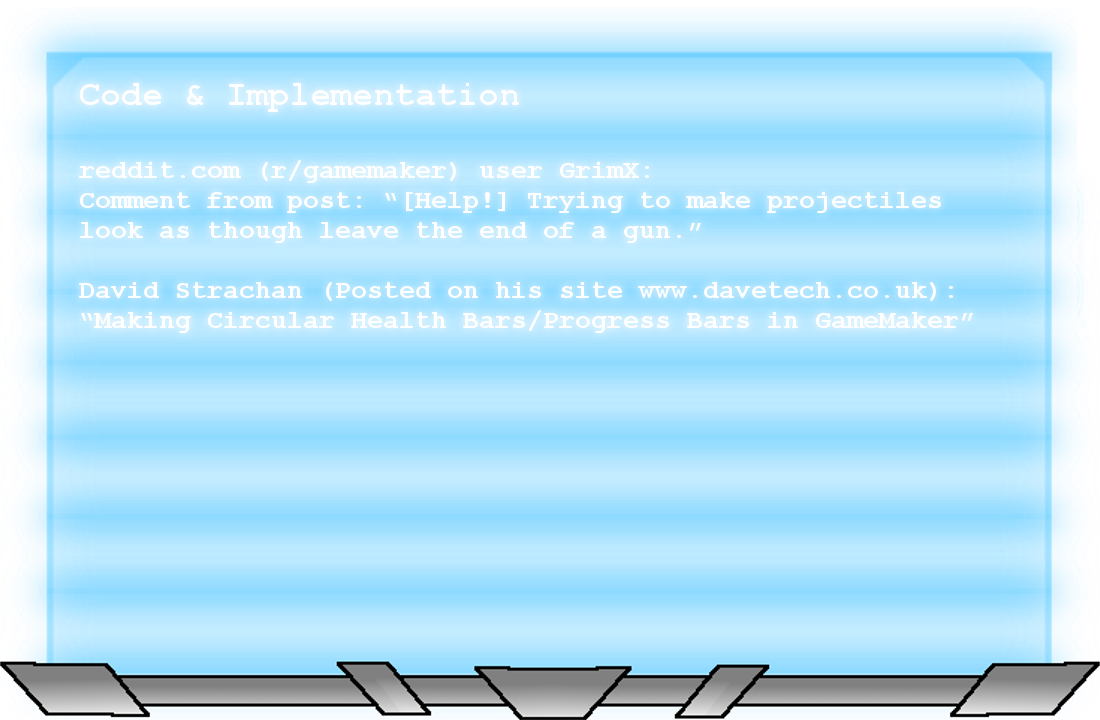 Code & Implementation
reddit.com (r/gamemaker) user GrimX:
Comment from post: “[Help!] Trying to make projectiles
look as though leave the end of a gun.”
David Strachan (Posted on his site www.davetech.co.uk):
“Making Circular Health Bars/Progress Bars in GameMaker”